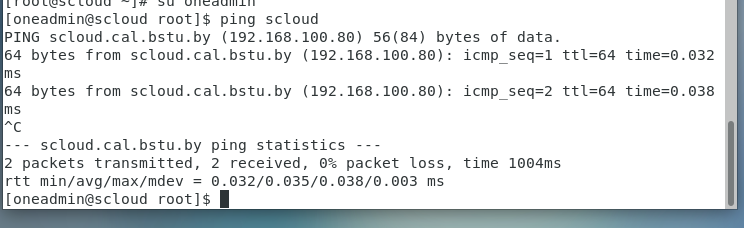 [root@scloud ~]# su oneadmin
[oneadmin@scloud root]$ ping scloud
PING scloud.cal.bstu.by (192.168.100.80) 56(84) bytes of data.
64 bytes from scloud.cal.bstu.by (192.168.100.80): icmp_seq=1 ttl=64 time=0.032
ms
64 bytes from scloud.cal.bstu.by (192.168.100.80): icmp_seq=2 ttl=64 time=0.038
ms
^C
--- scloud.cal.bstu.by ping statistics ---
2 packets transmitted, 2 received, 0% packet loss, time 1004ms
rtt min/avg/max/mdev = 0.032/0.035/0.038/0.003 ms
[oneadmin@scloud root]$